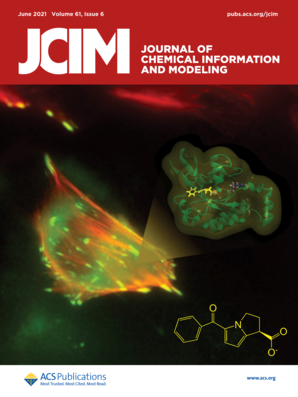 June 2021 Volume 61, Issue 6
pubs.acs.org/jcim
JCIM
JOURNAL OF
CHEMICAL INFORMATION
AND MODELING
O
N
O
O-
ACS Publications
Most Trusted. Most Cited. Most Read.
www.acs.org